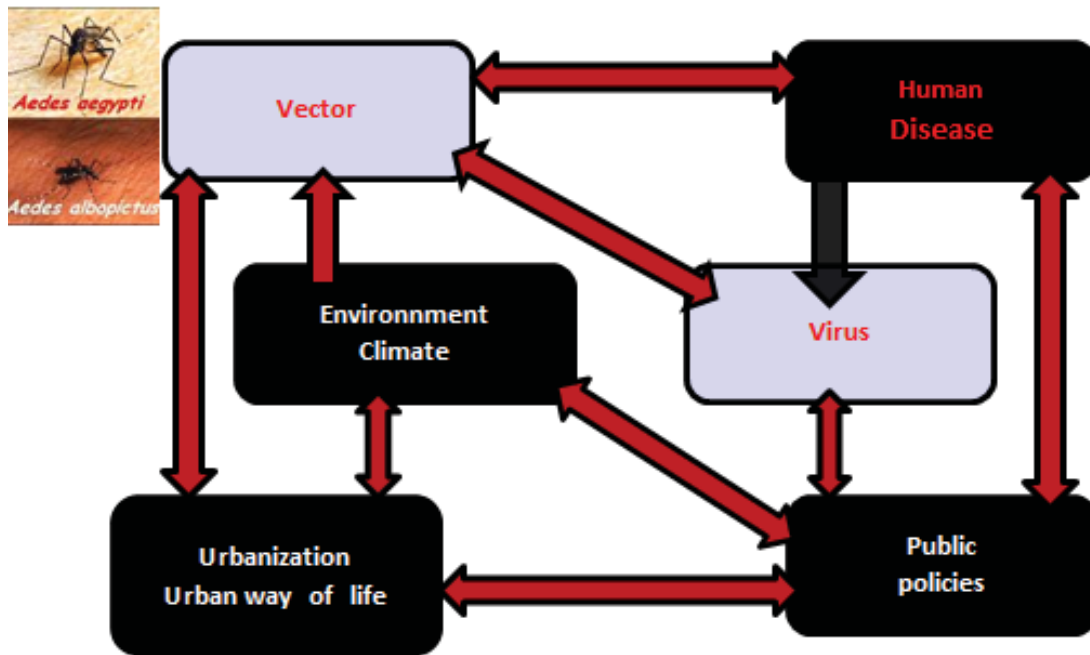 Aedes aegypti
Aedes albopictus
Vector
Human
Disease
Environnment
Climate
Virus
Urbanization
Urban way of life
Public
policies